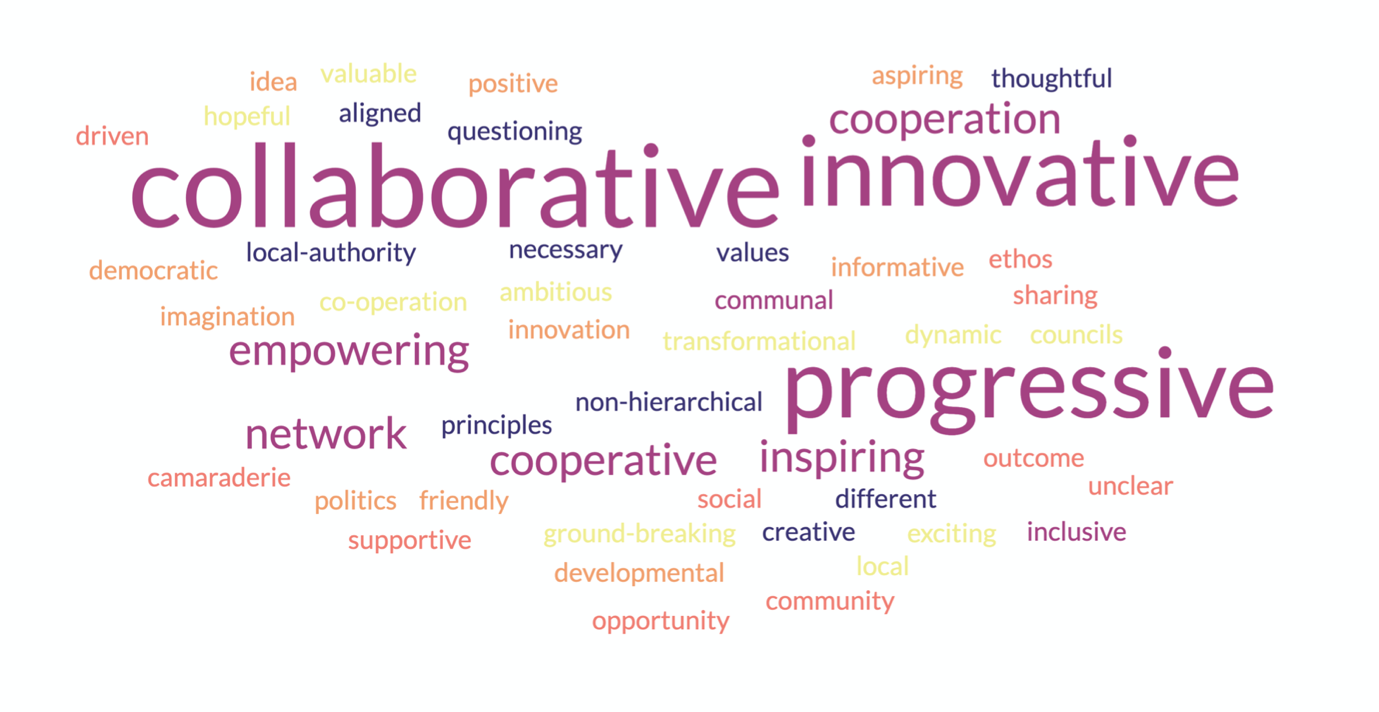 idea valuable positive aspiring thoughtful
hopeful aligned cooperation
driven questioning
collaborative innovative
local-authority necessary values
democratic informative ethos
imagination co-operation ambitious communal sharing
innovation transformational dynamic councils
empowering
non-hierarchical progressive
network principles
cooperative inspiring outcome
camaraderie unclear
politics friendly social different
supportive ground-breaking creative exciting inclusive
developmental local
opportunity community